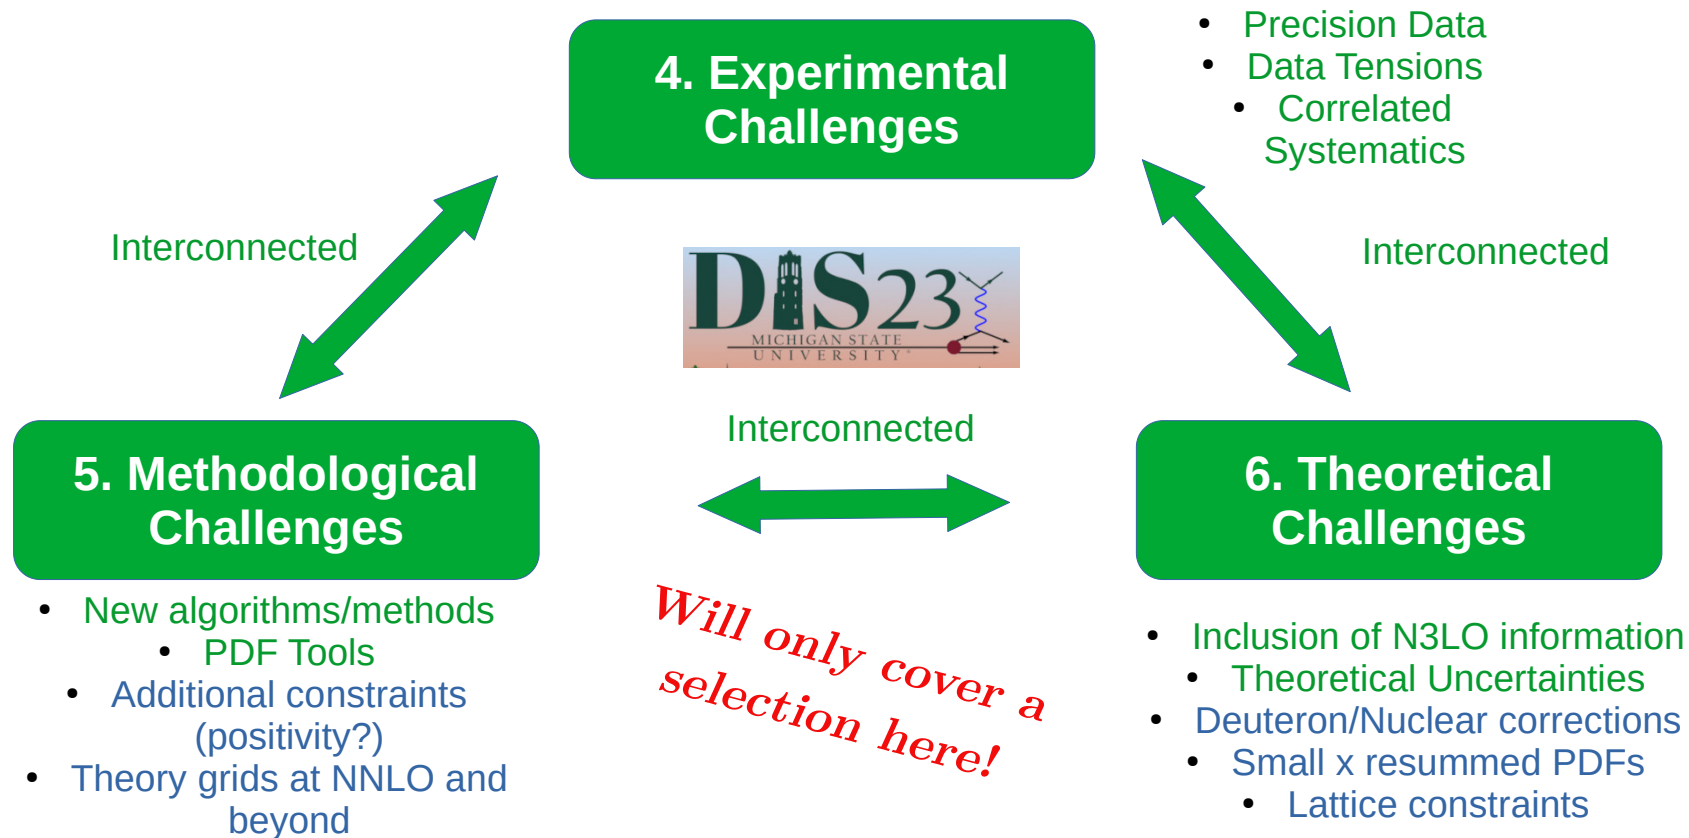 4. Experimental
Challenges
• Precision Data
• Data Tensions
• Correlated
Systematics
Interconnected
Interconnected
DIS23
MICHIGAN STATE
UNIVERSITY
Interconnected
5. Methodological
Challenges
• New algorithms/methods
• PDF Tools
• Additional constraints
(positivity?)
• Theory grids at NNLO and
beyond
Will only cover a
selection here!
6. Theoretical
Challenges
• Inclusion of N3LO information
• Theoretical Uncertainties
• Deuteron/Nuclear corrections
• Small x resummed PDFs
• Lattice constraints